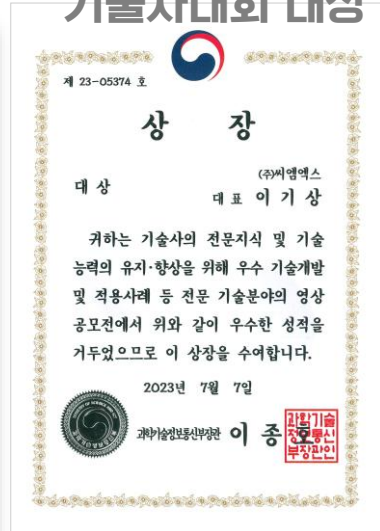 기술사대회 대상
제 23-05374 호
상 장
대 상
(주)씨엠엑스
대 표 이 기 상
귀하는 기술사의 전문지식 및 기술
능력의 유지·향상을 위해 우수 기술개발
및 적용사례 등 전문 기술분야의 영상
공모전에서 위와 같이 우수한 성적을
거두었으므로 이 상장을 수여합니다.
2023년 7월 7일
과학기술정보통신부장관 이 종 호
과학기술
정보통신
부장관인